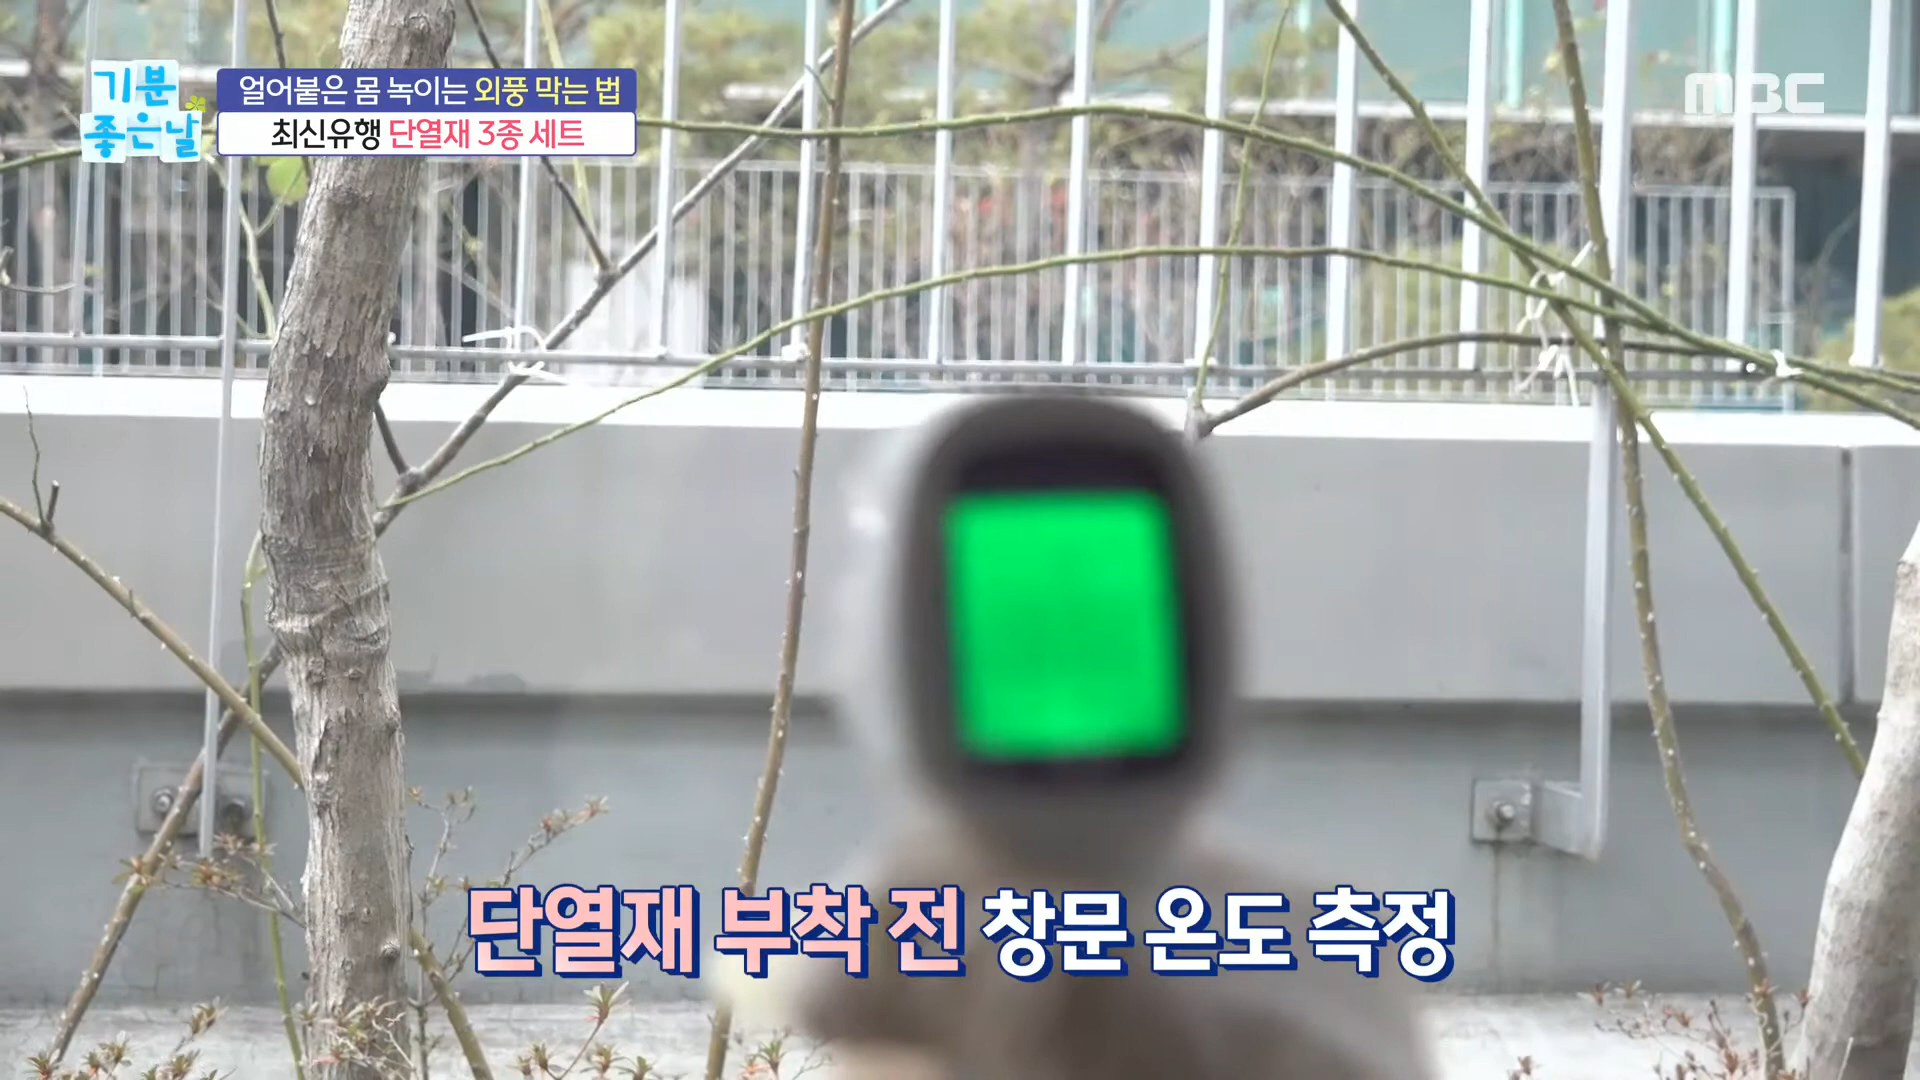 기분
좋은날
얼어붙은 몸 녹이는 외풍 막는 법
최신유행 단열재 3종 세트
MBC
단열재 부착 전 창문 온도 측정